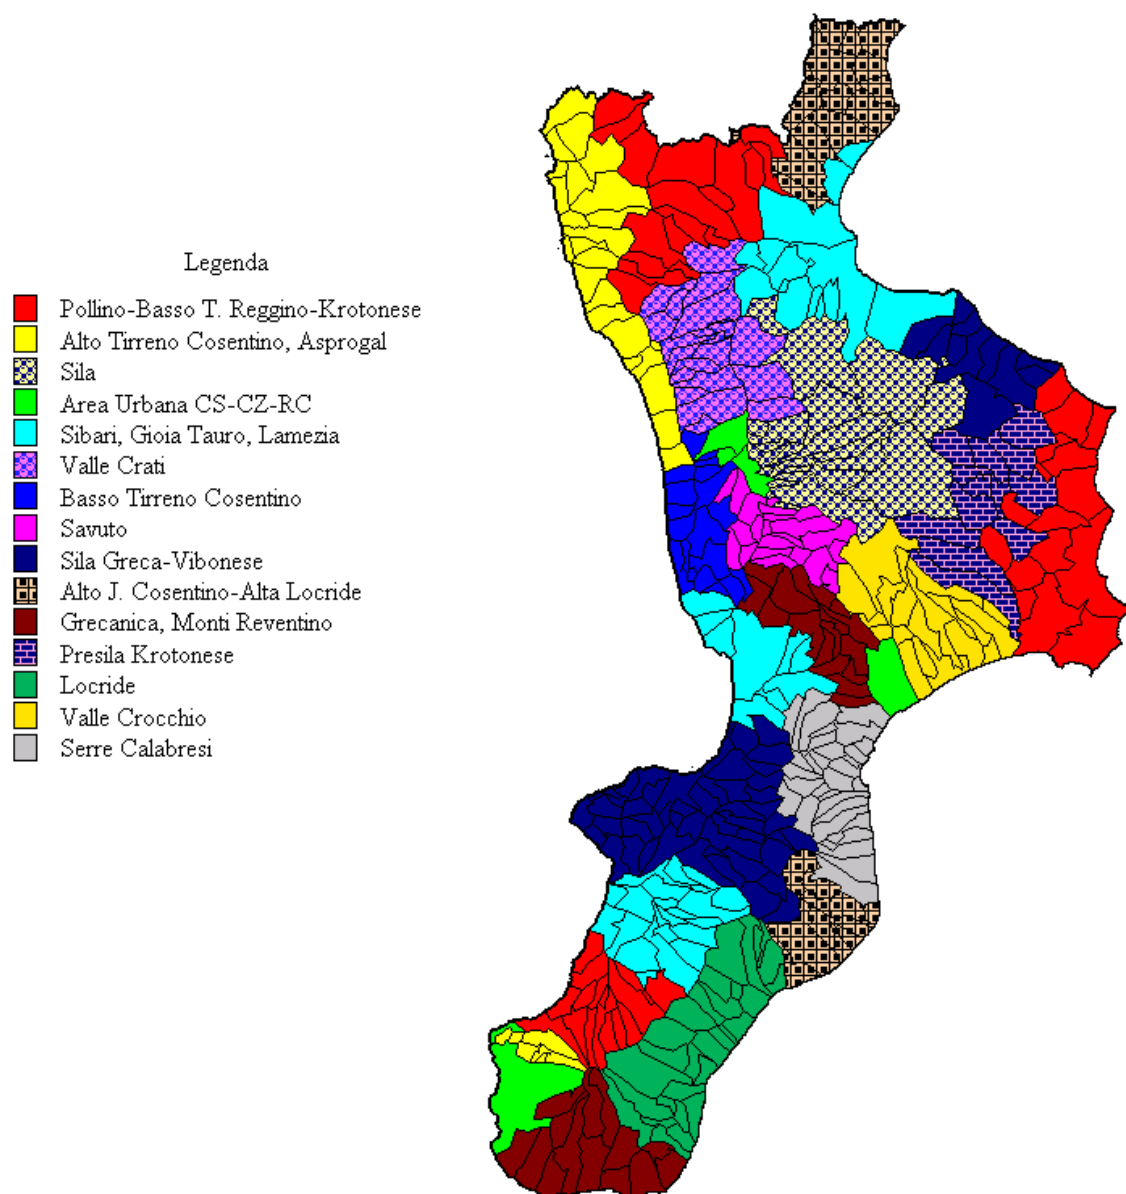 Legenda
Pollino-Basso T. Reggino-Krotonese
Alto Tirreno Cosentino, Asprogal
Sila
Area Urbana CS-CZ-RC
Sibari, Gioia Tauro, Lamezia
Valle Crati
Basso Tirreno Cosentino
Savuto
Sila Greca-Vibonese
Alto J. Cosentino-Alta Locride
Grecanica, Monti Reventino
Presila Krotonese
Locride
Valle Crocchio
Serre Calabresi